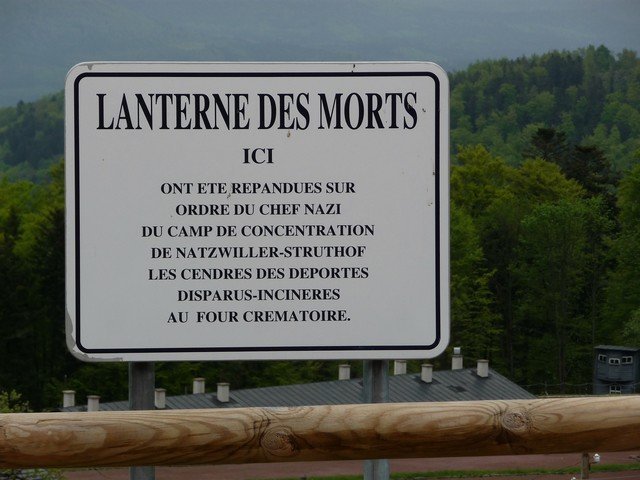 LANTERNE DES MORTS
ICI
ONT ETE REPANDUES SUR
ORDRE DU CHEF NAZI
DU CAMP DE CONCENTRATION
DE NATZWILLER-STRUTHOF
LES CENDRES DES DEPORTES
DISPARUS-INCINERES
AU FOUR CREMATOIRE.